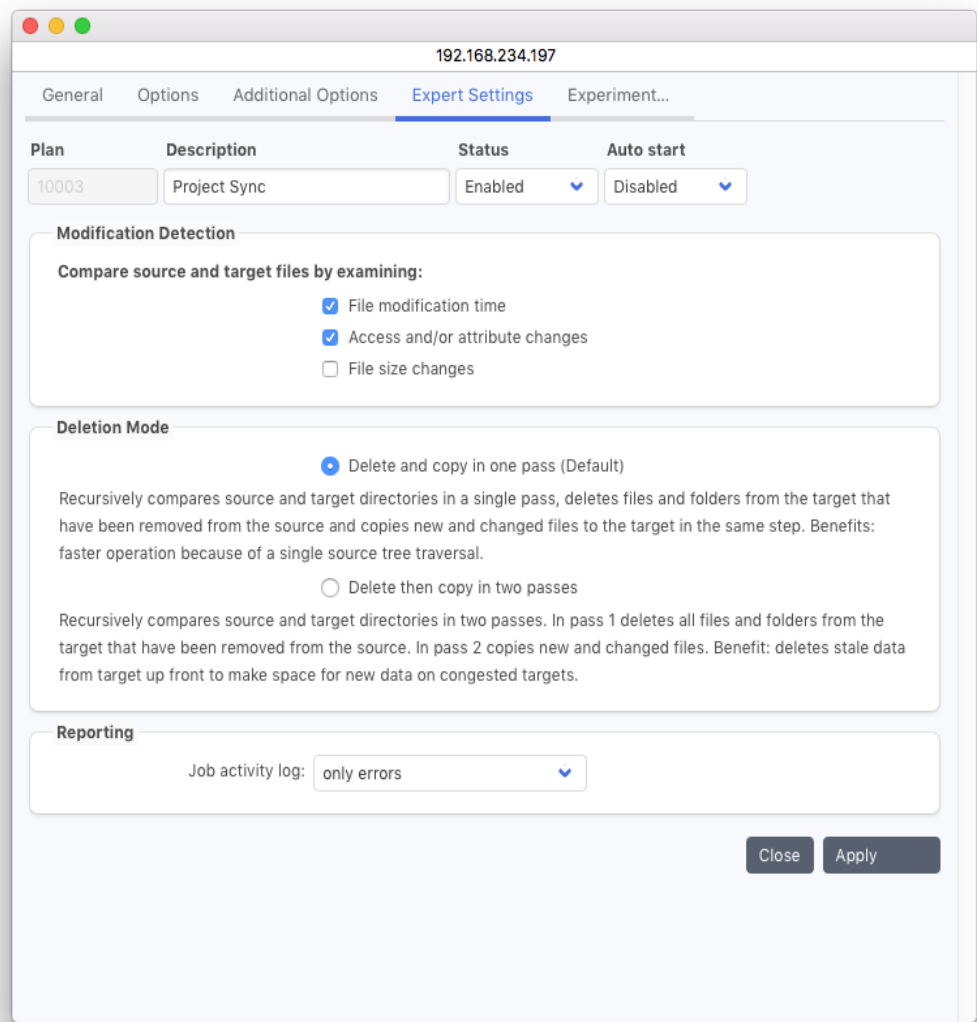 192.168.234.197
General Options Additional Options Expert Settings Experiment...
Plan Description Status Auto start
10003 Project Sync Enabled Disabled
Modification Detection
Compare source and target files by examining:
File modification time
Access and/or attribute changes
File size changes
Deletion Mode
Delete and copy in one pass (Default)
Recursively compares source and target directories in a single pass, deletes files and folders from the target that
have been removed from the source and copies new and changed files to the target in the same step. Benefits:
faster operation because of a single source tree traversal.
Delete then copy in two passes
Recursively compares source and target directories in two passes. In pass 1 deletes all files and folders from the
target that have been removed from the source. In pass 2 copies new and changed files. Benefit: deletes stale data
from target up front to make space for new data on congested targets.
Reporting
Job activity log: only errors
Close Apply